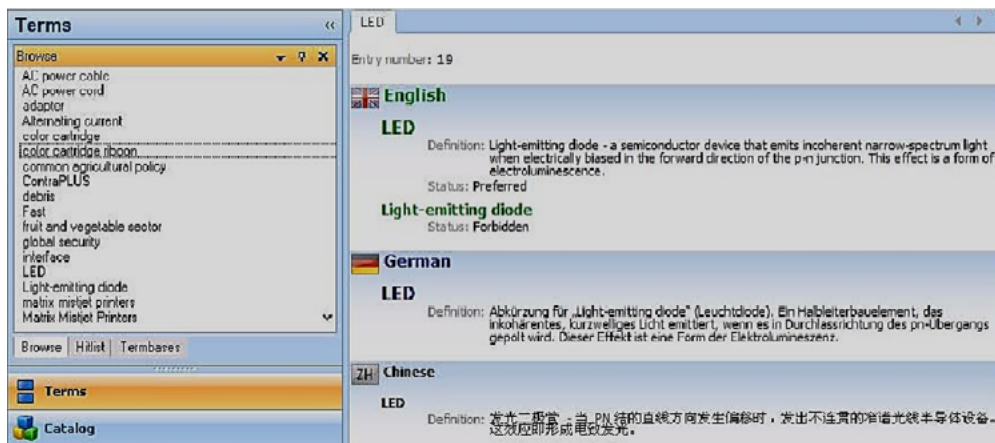 Terms
Browse
AC power cable
AC power cord
adaptor
Alternating current
color cartridge
color cartridge ribbon
common agricultural policy
ContraPLUS
debris
Fast
fruit and vegetable sector
global security
interface
LED
Light-emitting diode
matrix mistjet printers
Matrix Mistjet Printers
Browse Hitlist Termbases
Terms
Catalog
LED
Entry number: 19
English
LED
Definition: Light-emitting diode - a semiconductor device that emits incoherent narrow-spectrum light
when electrically biased in the forward direction of the p-n junction. This effect is a form of
electroluminescence.
Status: Preferred
Light-emitting diode
Status: Forbidden
German
LED
Definition: Abkürzung für „Light-emitting diode“ (Leuchtdiode). Ein Halbleiterbauelement, das
inkohärentes, kurzwelliges Licht emittiert, wenn es in Durchlassrichtung des pn-Übergangs
gepolt wird. Dieser Effekt ist eine Form der Elektrolumineszenz.
ZH Chinese
LED
Definition: 发光二极管 - 当 PN 结的直线方向发生偏移时，发出不连贯的窄谱光线半导体设备。
这效应即形成电致发光。